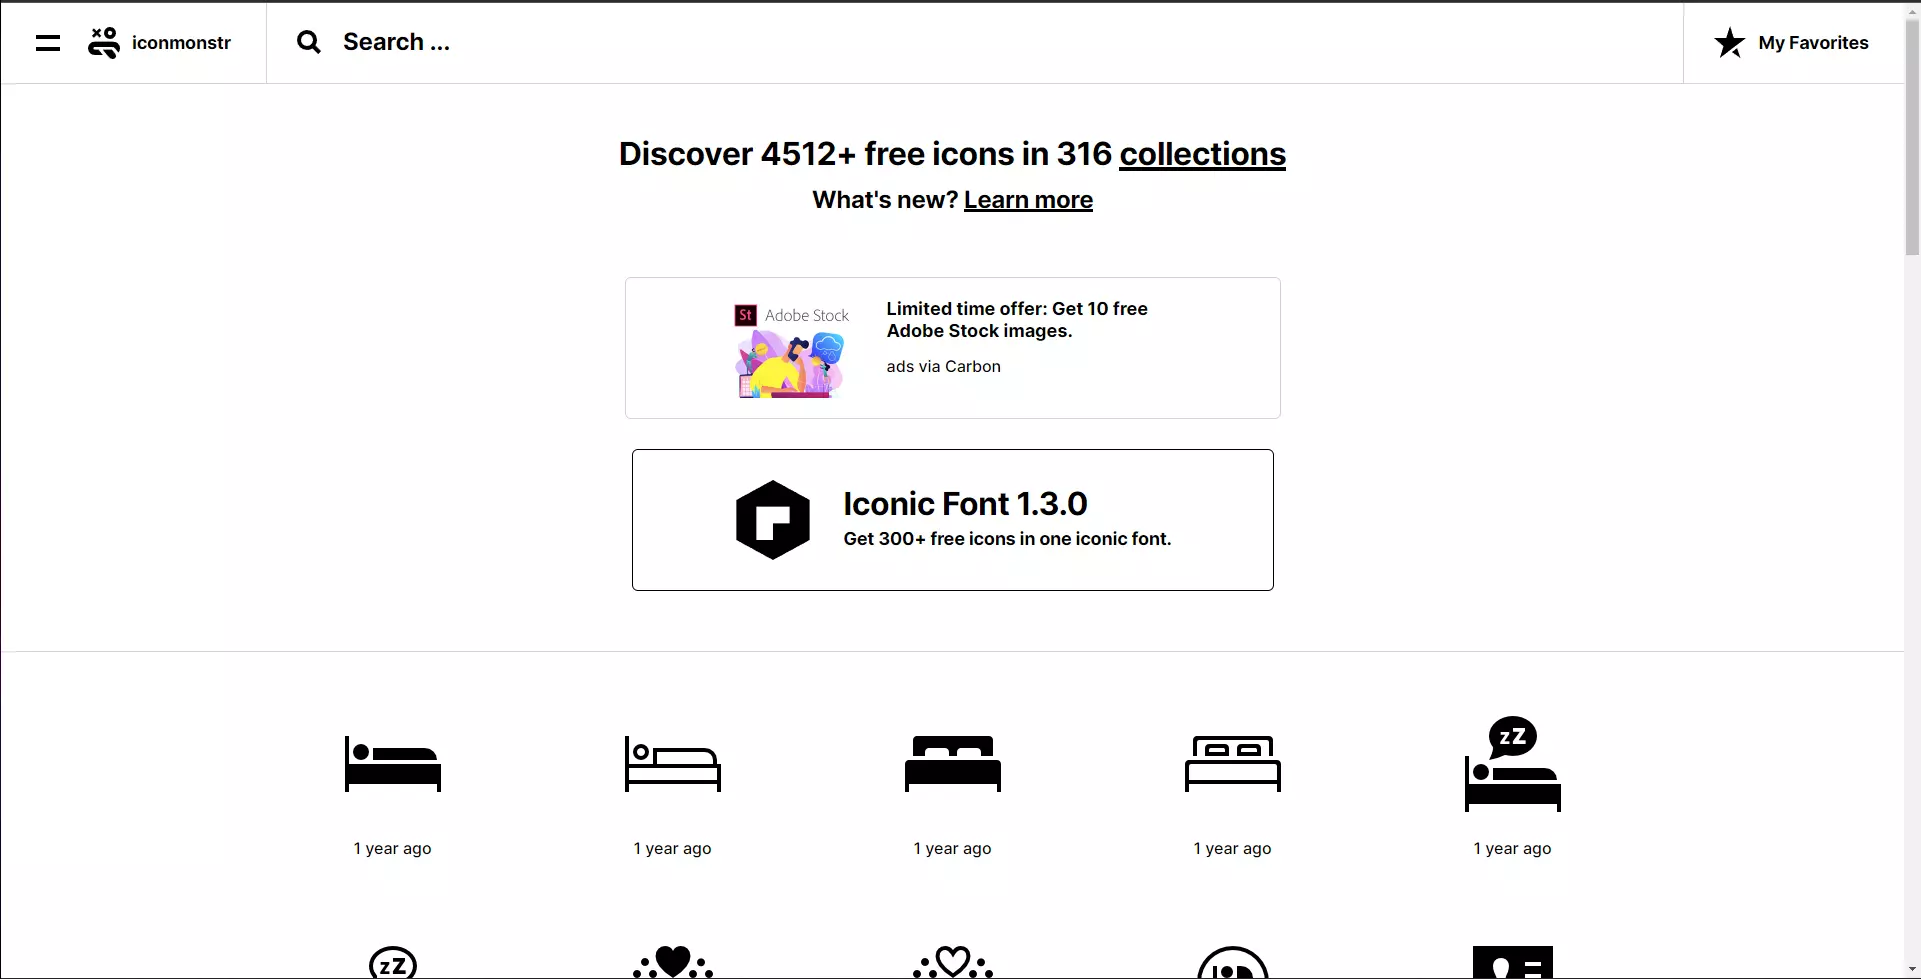 iconmonstr
Search ...
My Favorites
Discover 4512+ free icons in 316 collections
What's new? Learn more
St Adobe Stock
Limited time offer: Get 10 free
Adobe Stock images.
ads via Carbon
Iconic Font 1.3.0
Get 300+ free icons in one iconic font.
zZ
1 year ago
1 year ago
1 year ago
1 year ago
1 year ago
zZ